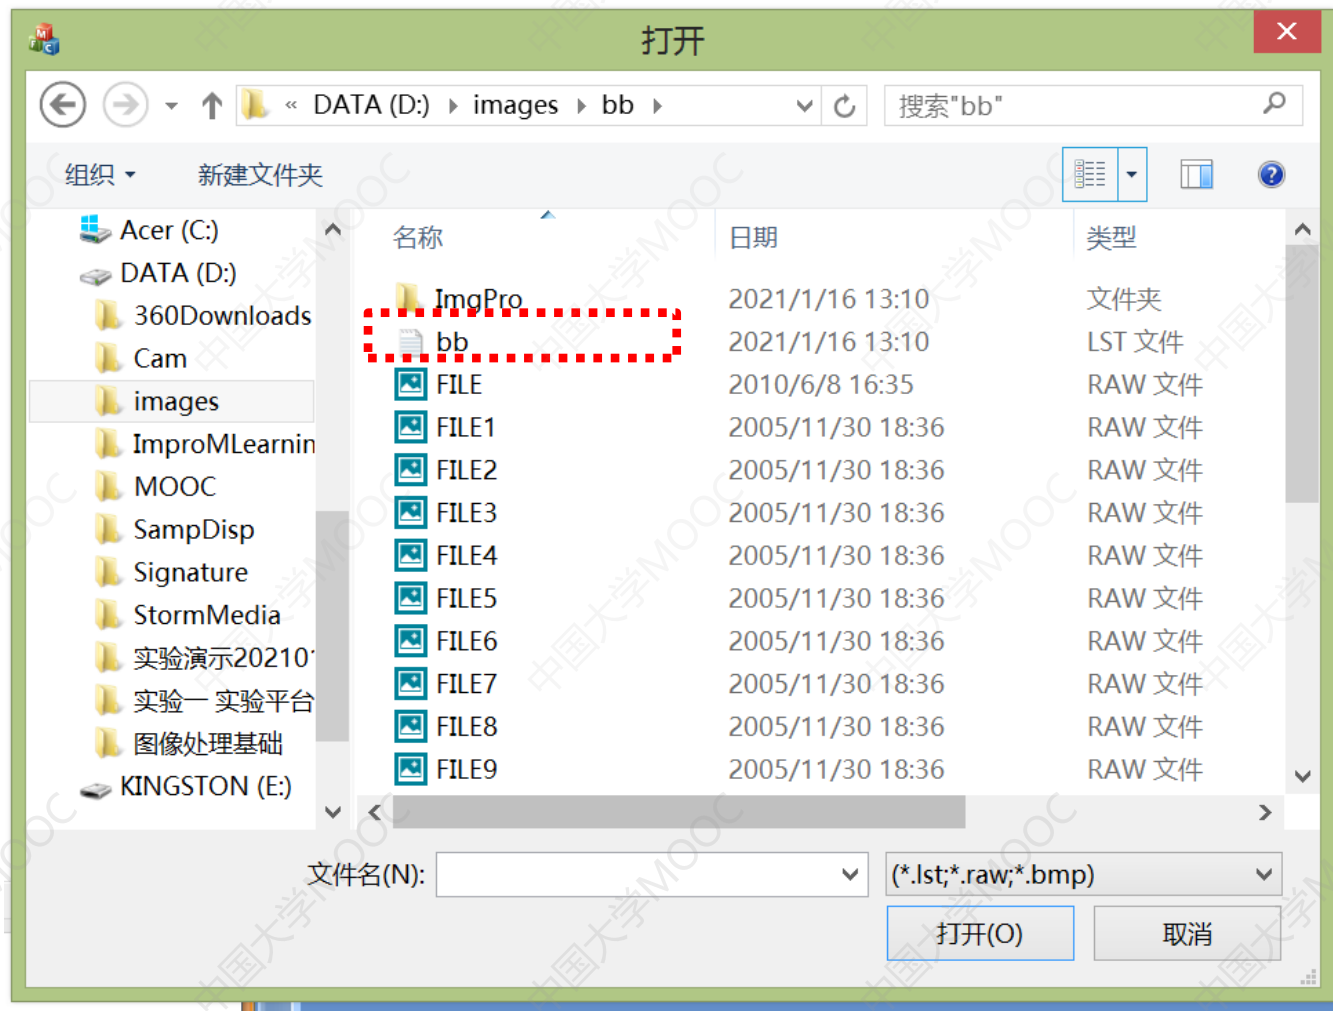 打开
« DATA (D:) images bb
搜索"bb"
组织
新建文件夹
Acer (C:)
DATA (D:)
360Downloads
Cam
images
ImproMLearnin
MOOC
SampDisp
Signature
StormMedia
实验演示20210
实验一 实验平台
图像处理基础
KINGSTON (E:)
名称 日期 类型
ImgPro 2021/1/16 13:10 文件夹
bb 2021/1/16 13:10 LST 文件
FILE 2010/6/8 16:35 RAW 文件
FILE1 2005/11/30 18:36 RAW 文件
FILE2 2005/11/30 18:36 RAW 文件
FILE3 2005/11/30 18:36 RAW 文件
FILE4 2005/11/30 18:36 RAW 文件
FILE5 2005/11/30 18:36 RAW 文件
FILE6 2005/11/30 18:36 RAW 文件
FILE7 2005/11/30 18:36 RAW 文件
FILE8 2005/11/30 18:36 RAW 文件
FILE9 2005/11/30 18:36 RAW 文件
文件名(N):
(*.lst;*.raw;*.bmp)
打开(O)
取消
中国大学MOOC